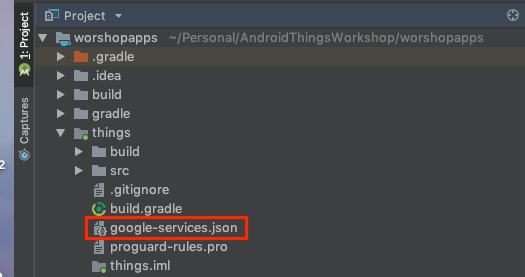 Project
worshopapps ~/Personal/AndroidThingsWorkshop/worshopapps
.gradle
.idea
build
gradle
things
build
src
.gitignore
build.gradle
google-services.json
proguard-rules.pro
things.iml
1: Project
Captures
2